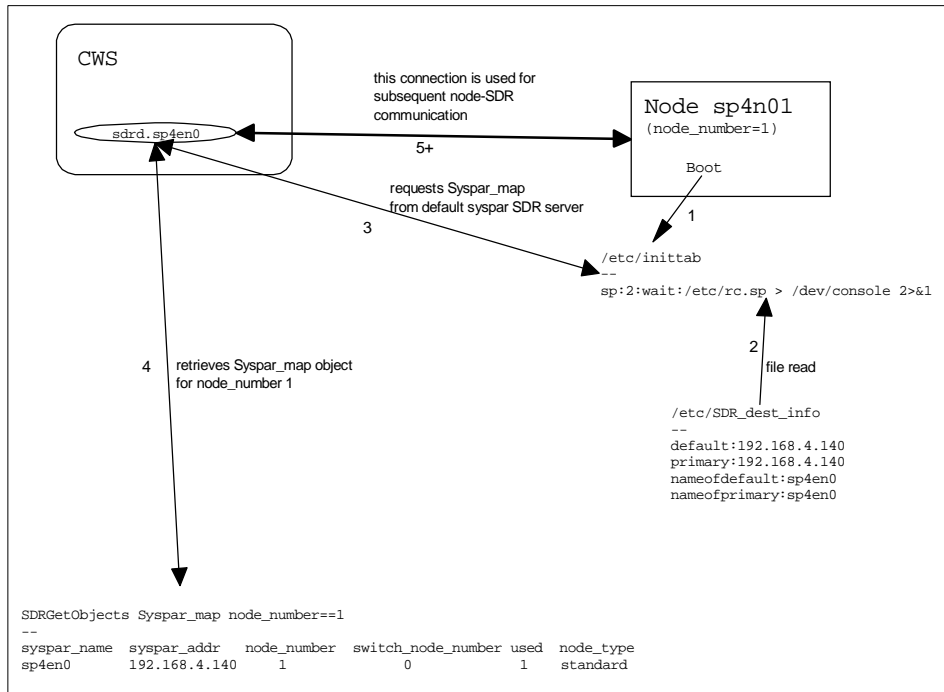 CWS
sdrd.sp4en0
this connection is used for
subsequent node-SDR
communication
5+
Node sp4n01
(node_number=1)
Boot
1
requests Syspar_map
from default syspar SDR server
3
/etc/inittab
--
sp:2:wait:/etc/rc.sp > /dev/console 2>&1
2
file read
4
retrieves Syspar_map object
for node_number 1
/etc/SDR_dest_info
--
default:192.168.4.140
primary:192.168.4.140
nameofdefault:sp4en0
nameofprimary:sp4en0
SDRGetObjects Syspar_map node_number==1
--
syspar_name syspar_addr node_number switch_node_number used node_type
sp4en0 192.168.4.140 1 0 1 standard